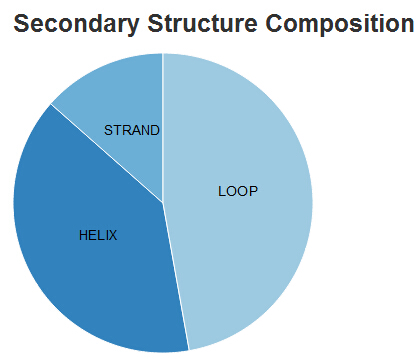 Secondary Structure Composition
STRAND
LOOP
HELIX